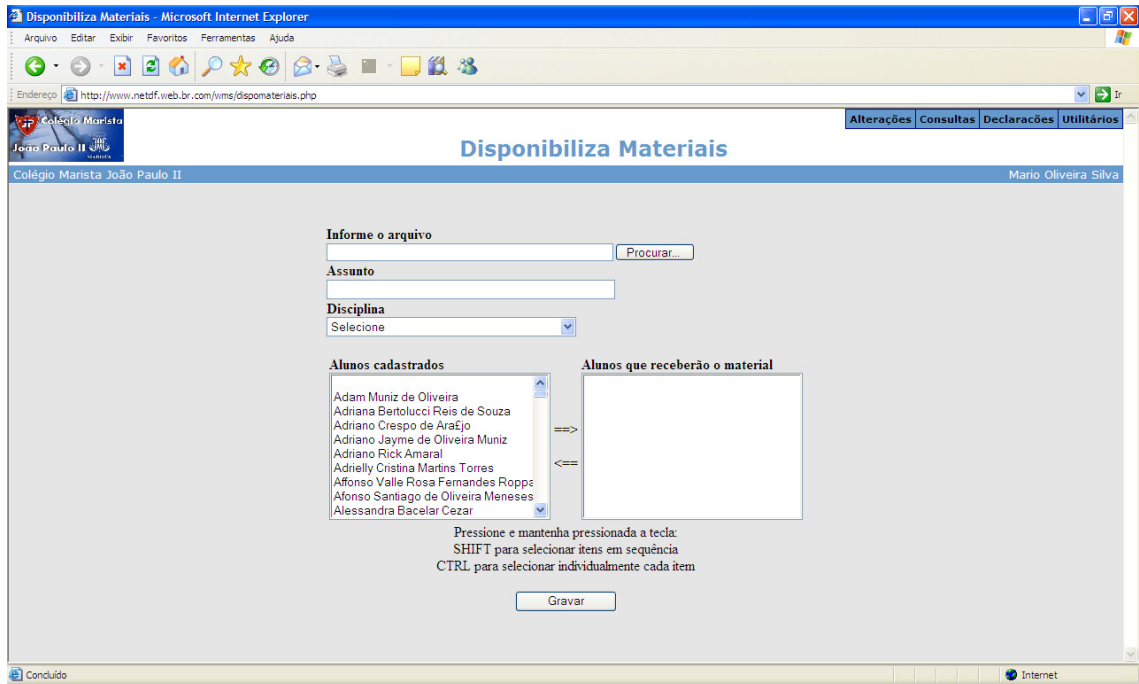 Disponibiliza Materiais - Microsoft Internet Explorer
Arquivo Editar Exibir Favoritos Ferramentas Ajuda
Endereço http://www.netdf.web.br.com/wms/dispomateriais.php Ir
Colégio Marista
João Paulo II
MARISTA
Alterações Consultas Declaracões Utilitários
Disponibiliza Materiais
Colégio Marista João Paulo II Mario Oliveira Silva
Informe o arquivo
Procurar...
Assunto
Disciplina
Selecione
Alunos cadastrados Alunos que receberão o material
Adam Muniz de Oliveira
Adriana Bertolucci Reis de Souza
Adriano Crespo de Ara£jo
Adriano Jayme de Oliveira Muniz
Adriano Rick Amaral
Adrielly Cristina Martins Torres
Affonso Valle Rosa Fernandes Roppa
Afonso Santiago de Oliveira Meneses
Alessandra Bacelar Cezar
==>
<==
Pressione e mantenha pressionada a tecla:
SHIFT para selecionar itens em sequência
CTRL para selecionar individualmente cada item
Gravar
Concluído Internet